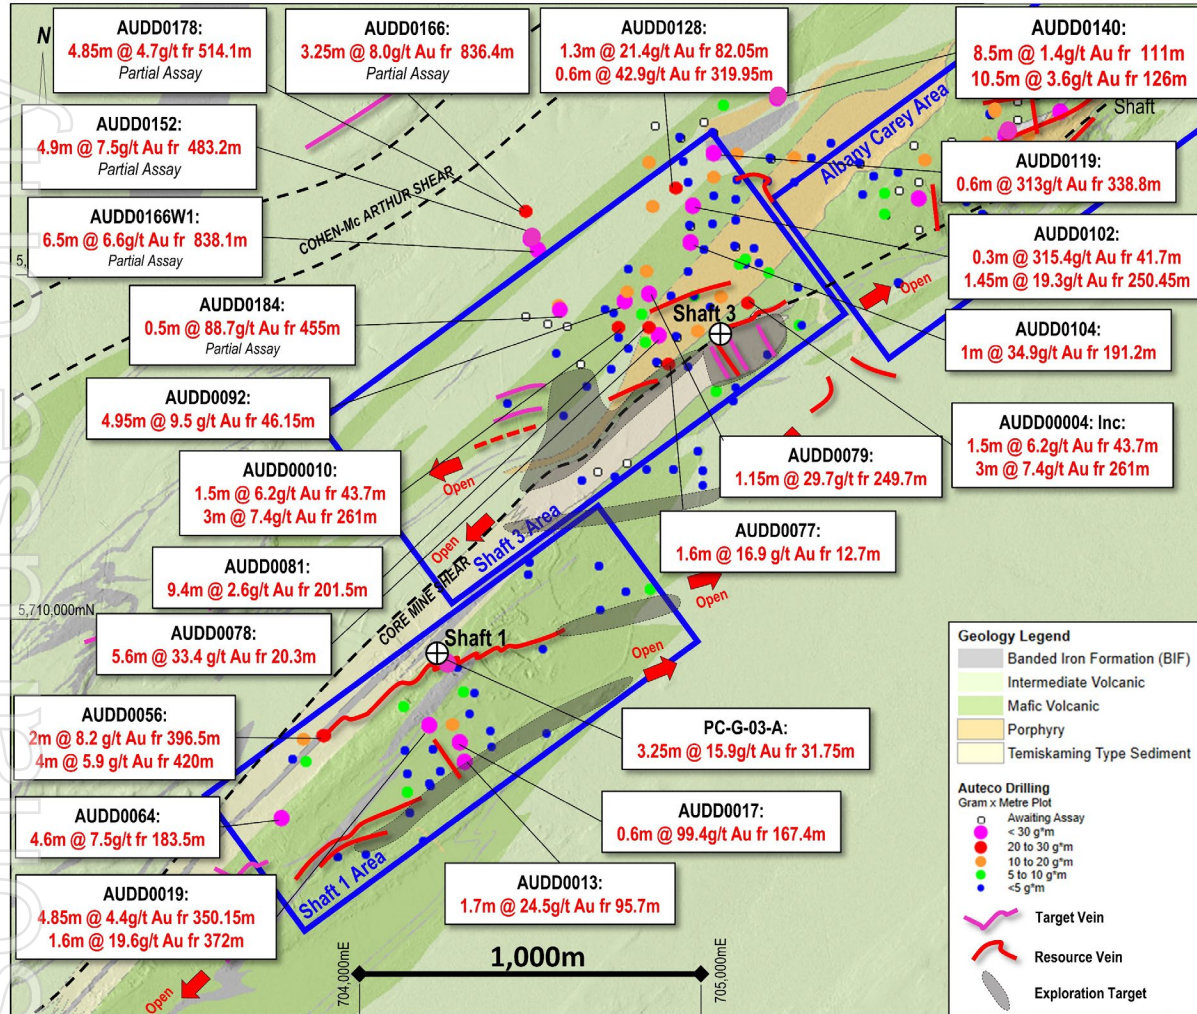 AUDD0178:
4.85m @ 4.7g/t fr 514.1m
Partial Assay
AUDD0166:
3.25m @ 8.0g/t Au fr 836.4m
Partial Assay
AUDD0128:
1.3m @ 21.4g/t Au fr 82.05m
0.6m @ 42.9g/t Au fr 319.95m
AUDD0140:
8.5m @ 1.4g/t Au fr 111m
10.5m @ 3.6g/t Au fr 126m
N
Shaft
AUDD0152:
4.9m @ 7.5g/t Au fr 483.2m
Partial Assay
Albany Carey Area
AUDD0119:
0.6m @ 313g/t Au fr 338.8m
COHEN-Mc ARTHUR SHEAR
AUDD0166W1:
6.5m @ 6.6g/t Au fr 838.1m
Partial Assay
AUDD0102:
0.3m @ 315.4g/t Au fr 41.7m
1.45m @ 19.3g/t Au fr 250.45m
5,
Open
AUDD0184:
0.5m @ 88.7g/t Au fr 455m
Partial Assay
Shaft 3
AUDD0104:
1m @ 34.9g/t Au fr 191.2m
AUDD0092:
4.95m @ 9.5 g/t Au fr 46.15m
AUDD00004: Inc:
1.5m @ 6.2g/t Au fr 43.7m
3m @ 7.4g/t Au fr 261m
AUDD0079:
1.15m @ 29.7g/t fr 249.7m
AUDD00010:
1.5m @ 6.2g/t Au fr 43.7m
3m @ 7.4g/t Au fr 261m
Open
AUDD0077:
1.6m @ 16.9 g/t Au fr 12.7m
Open
Shaft 3 Area
AUDD0081:
9.4m @ 2.6g/t Au fr 201.5m
CORE MINE SHEAR
Open
5,710,000mN
AUDD0078:
5.6m @ 33.4 g/t Au fr 20.3m
Shaft 1
Open
AUDD0056:
2m @ 8.2 g/t Au fr 396.5m
4m @ 5.9 g/t Au fr 420m
PC-G-03-A:
3.25m @ 15.9g/t Au fr 31.75m
AUDD0064:
4.6m @ 7.5g/t fr 183.5m
AUDD0017:
0.6m @ 99.4g/t Au fr 167.4m
Shaft 1 Area
AUDD0019:
4.85m @ 4.4g/t Au fr 350.15m
1.6m @ 19.6g/t Au fr 372m
AUDD0013:
1.7m @ 24.5g/t Au fr 95.7m
Open
704,000mE
1,000m
705,000mE
Geology Legend
Banded Iron Formation (BIF)
Intermediate Volcanic
Mafic Volcanic
Porphyry
Temiskaming Type Sediment
Auteco Drilling
Gram x Metre Plot
Awaiting Assay
< 30 g*m
20 to 30 g*m
10 to 20 g*m
5 to 10 g*m
<5 g*m
Target Vein
Resource Vein
Exploration Target